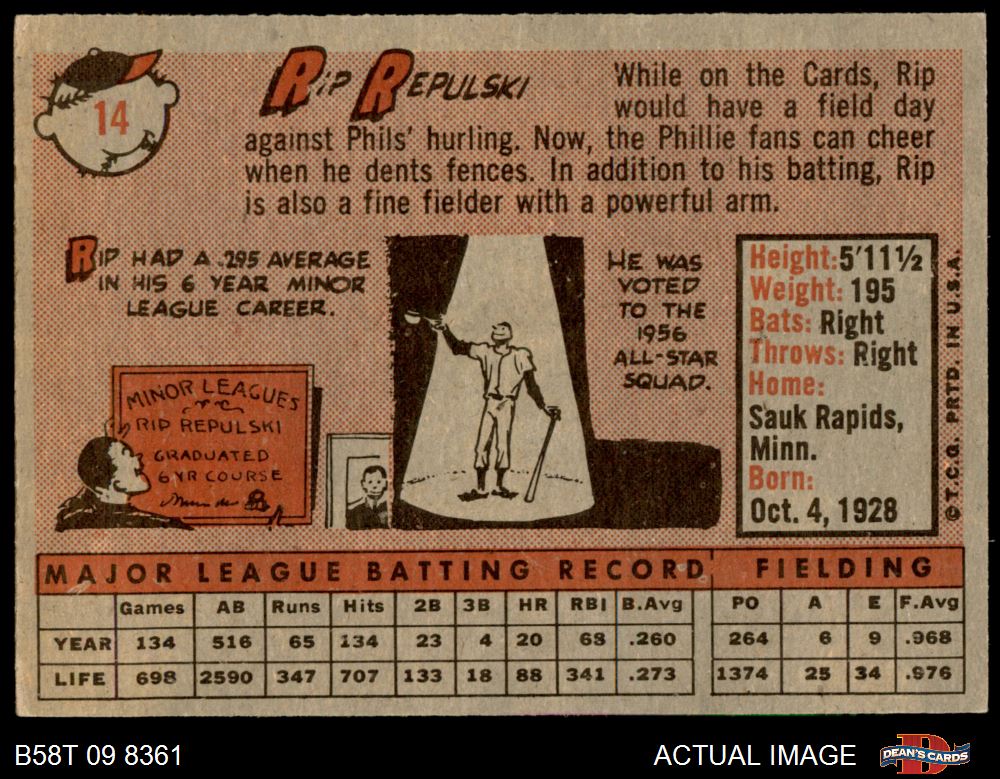 14
RIP REPULSKI
While on the Cards, Rip
would have a field day
against Phils' hurling. Now, the Phillie fans can cheer
when he dents fences. In addition to his batting, Rip
is also a fine fielder with a powerful arm.
RIP HAD A .295 AVERAGE
IN HIS 6 YEAR MINOR
LEAGUE CAREER.
MINOR LEAGUES
RIP REPULSKI
GRADUATED
6 YR COURSE
HE WAS
VOTED
TO THE
1956
ALL-STAR
SQUAD.
Height: 5'11½
Weight: 195
Bats: Right
Throws: Right
Home:
Sauk Rapids,
Minn.
Born:
Oct. 4, 1928
© T.C.G. PRTD. IN U.S.A.
MAJOR LEAGUE BATTING RECORD FIELDING
Games AB Runs Hits 2B 3B HR RBI B.Avg PO A E F.Avg
YEAR 134 516 65 134 23 4 20 68 .260 264 6 9 .968
LIFE 698 2590 347 707 133 18 88 341 .273 1374 25 34 .976
B58T 09 8361 ACTUAL IMAGE DEAN'S CARDS